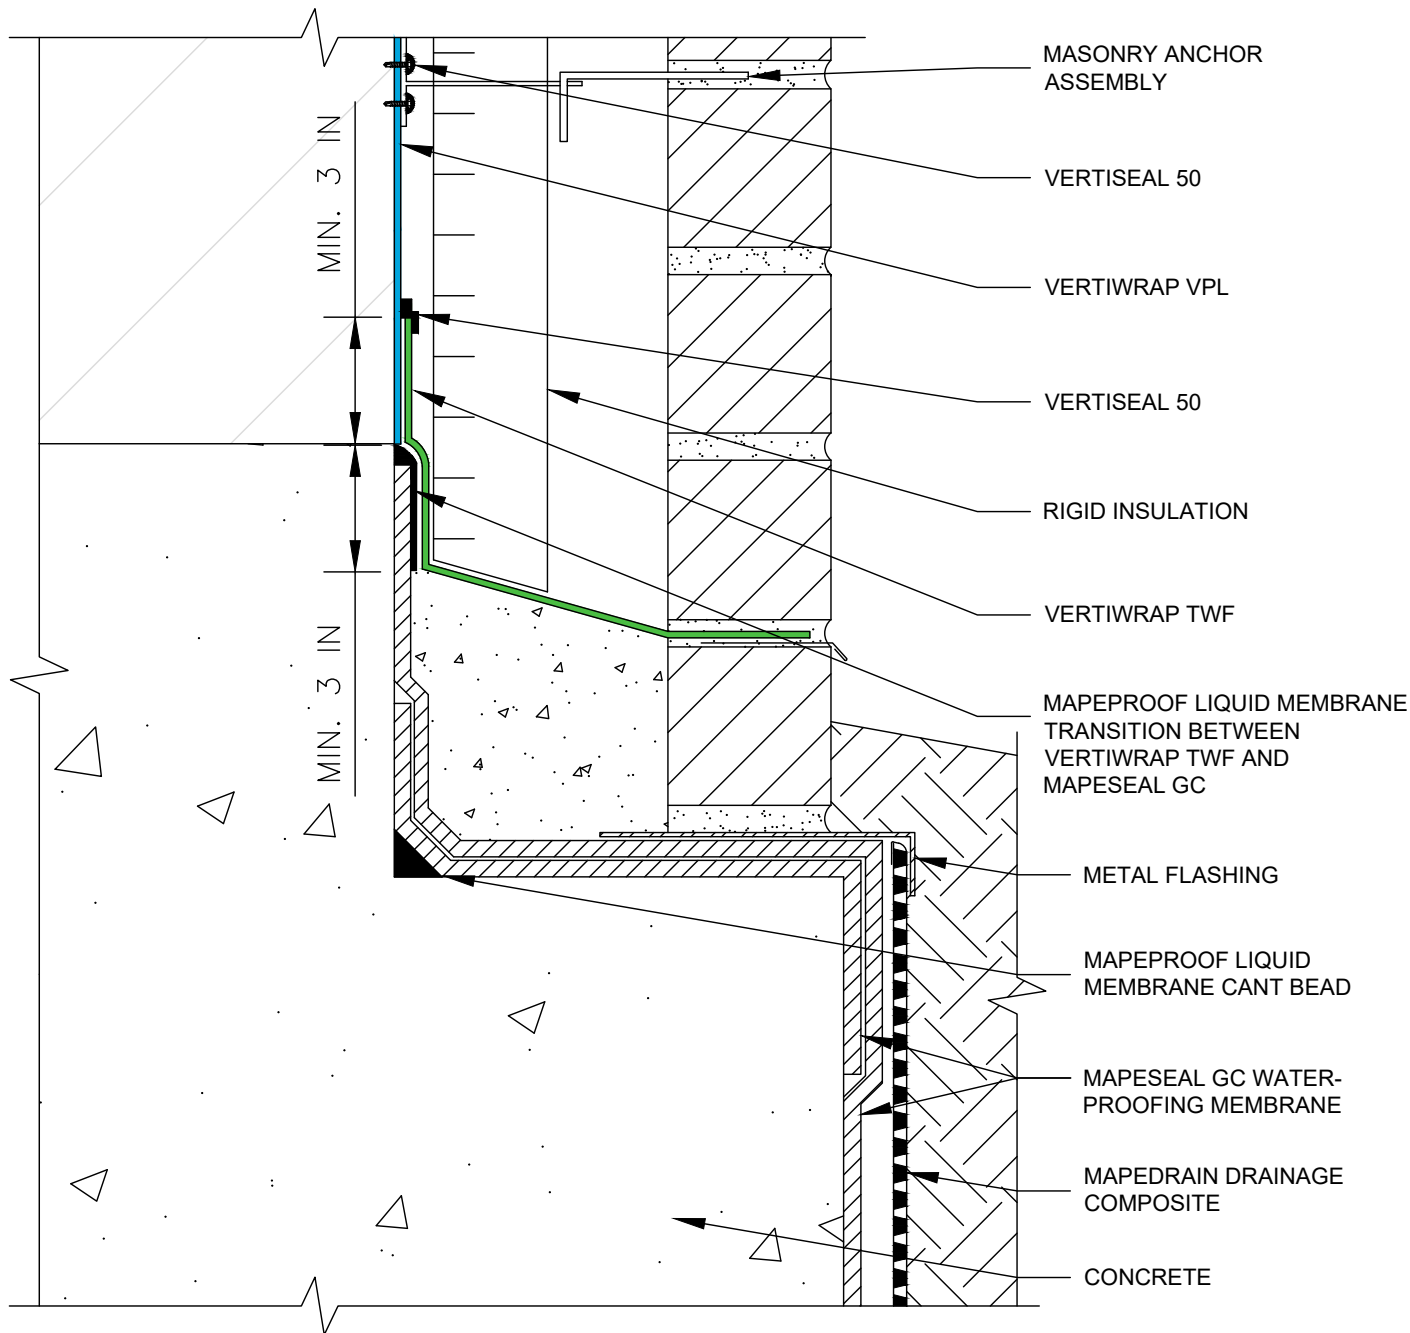 MASONRY ANCHOR
ASSEMBLY
VERTISEAL 50
VERTIWRAP VPL
VERTISEAL 50
RIGID INSULATION
VERTIWRAP TWF
MAPEPROOF LIQUID MEMBRANE
TRANSITION BETWEEN
VERTIWRAP TWF AND
MAPESEAL GC
METAL FLASHING
MAPEPROOF LIQUID
MEMBRANE CANT BEAD
MAPESEAL GC WATER-
PROOFING MEMBRANE
MAPEDRAIN DRAINAGE
COMPOSITE
CONCRETE
MIN. 3 IN
MIN. 3 IN